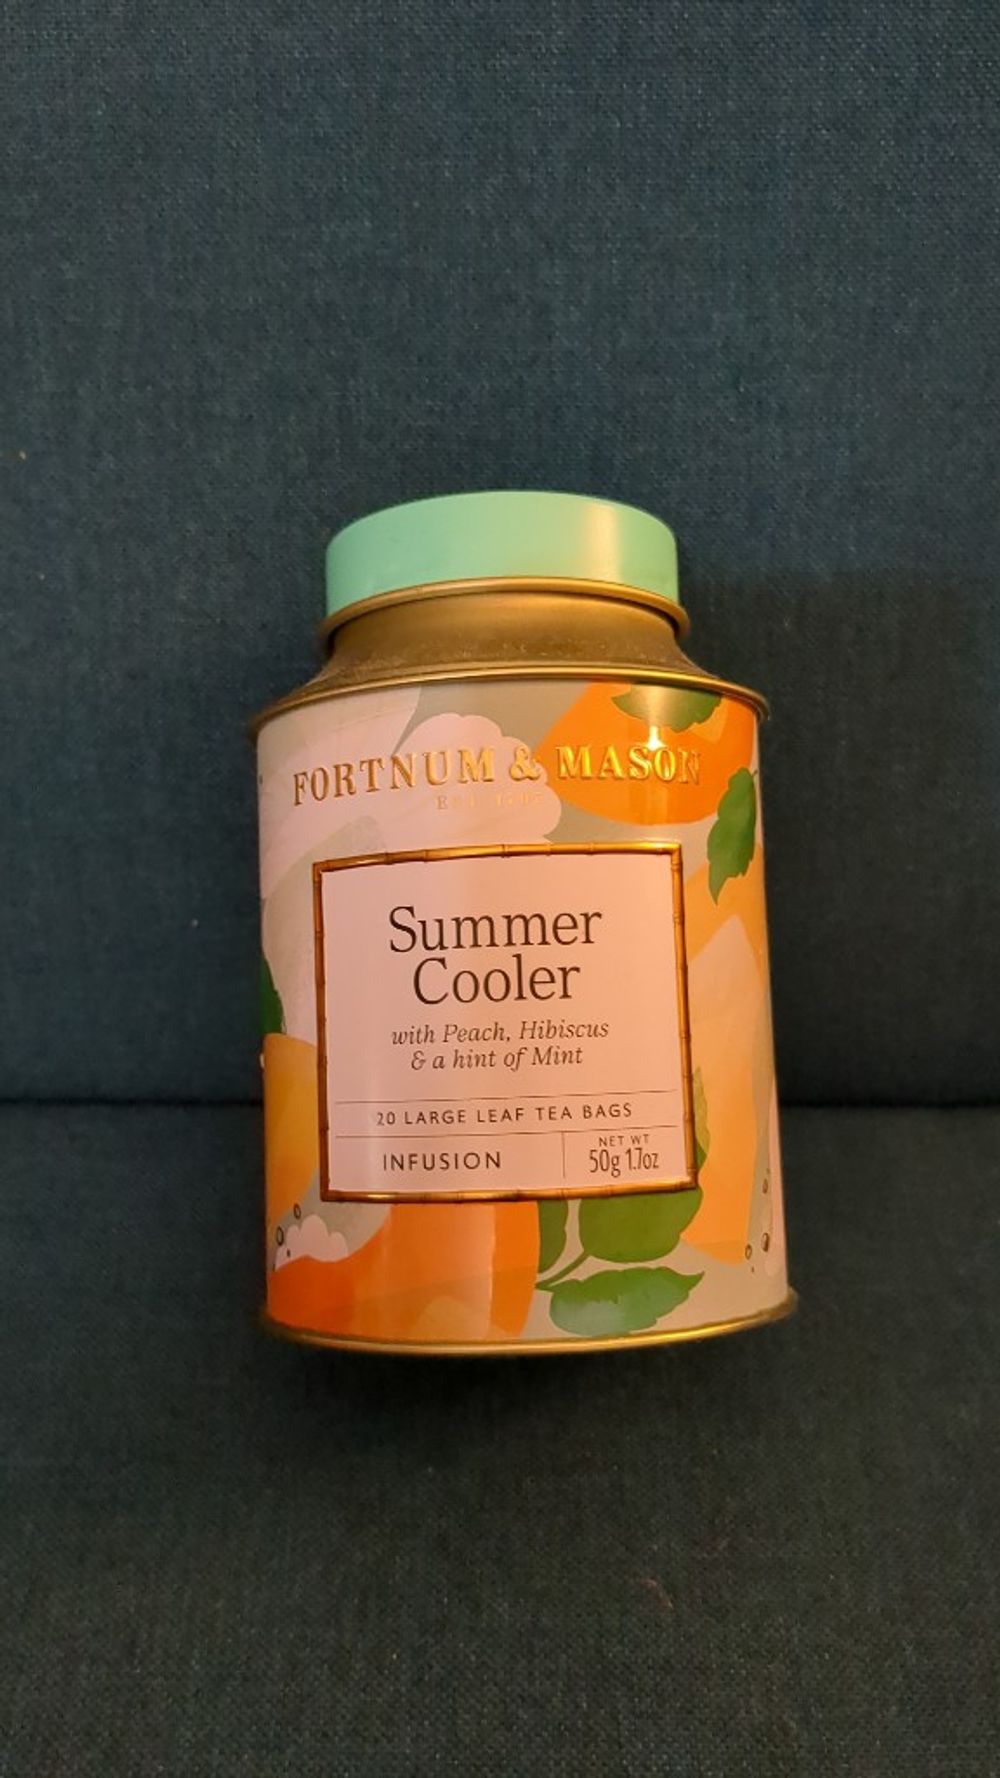 FORTNUM & MASON
Summer
Cooler
with Peach, Hibiscus
& a hint of Mint
20 LARGE LEAF TEA BAGS
INFUSION
NET WT
50g 1.7oz